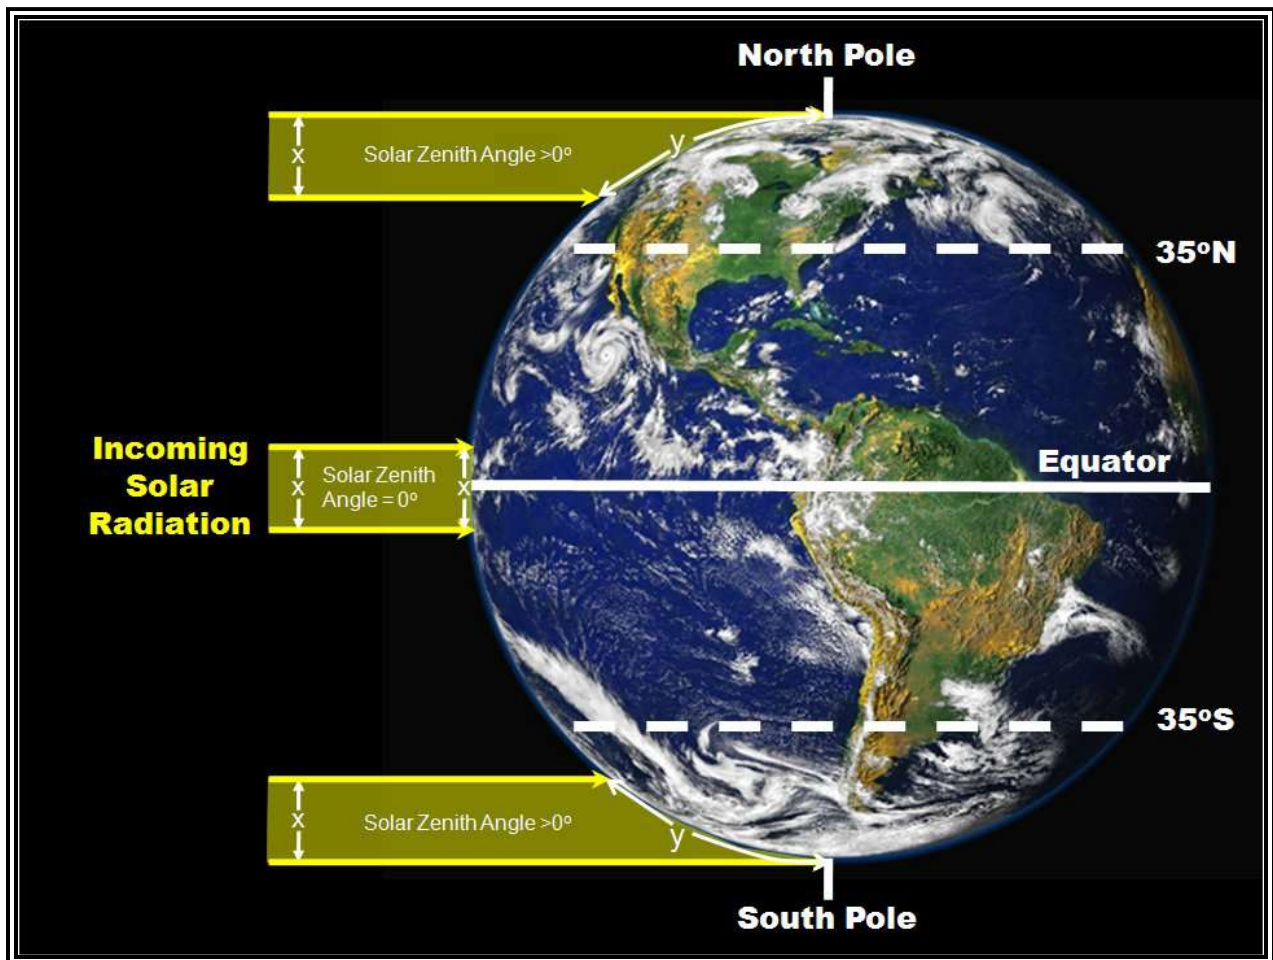 North Pole
x
Solar Zenith Angle >0º
y
35ºN
Incoming
Solar
Radiation
x
Solar Zenith
Angle = 0º
x
Equator
35ºS
x
Solar Zenith Angle >0º
y
South Pole